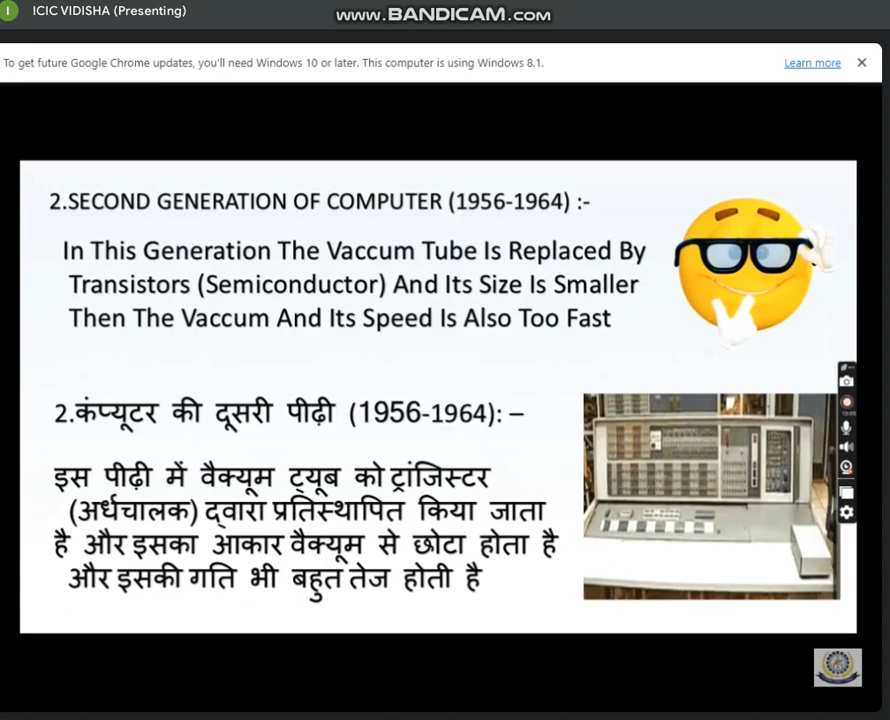 I
ICIC VIDISHA (Presenting)
WWW.BANDICAM.COM
To get future Google Chrome updates, you'll need Windows 10 or later. This computer is using Windows 8.1.
Learn more
2.SECOND GENERATION OF COMPUTER (1956-1964) :-
In This Generation The Vaccum Tube Is Replaced By
Transistors (Semiconductor) And Its Size Is Smaller
Then The Vaccum And Its Speed Is Also Too Fast
2.कंप्यूटर की दूसरी पीढ़ी (1956-1964): –
इस पीढ़ी में वैक्यूम ट्यूब को ट्रांजिस्टर
(अर्धचालक) द्वारा प्रतिस्थापित किया जाता
है और इसका आकार वैक्यूम से छोटा होता है
और इसकी गति भी बहुत तेज होती है